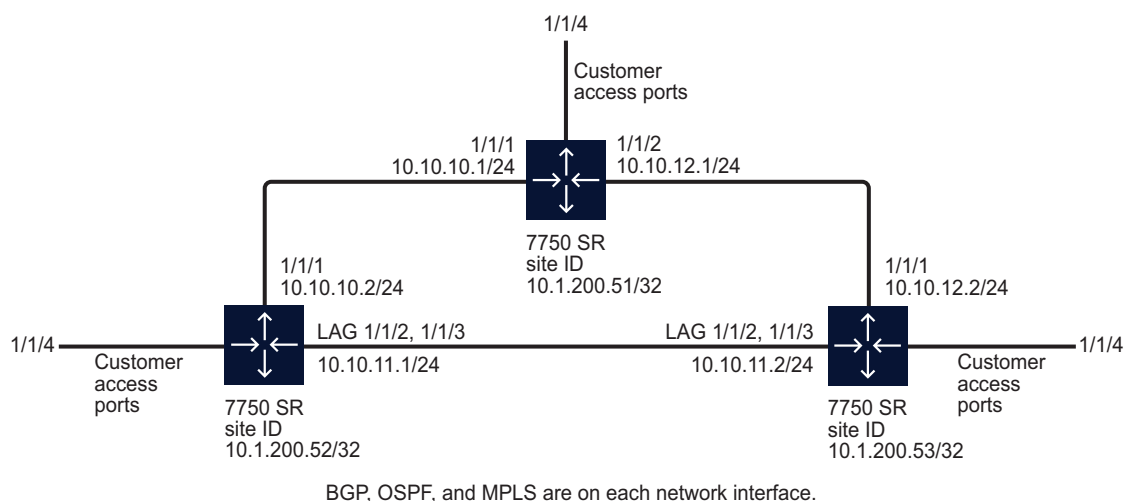 1/1/4
Customer
access ports
1/1/1
10.10.10.1/24
1/1/2
10.10.12.1/24
7750 SR
site ID
10.1.200.51/32
1/1/1
10.10.10.2/24
1/1/1
10.10.12.2/24
1/1/4
Customer
access
ports
LAG 1/1/2, 1/1/3
10.10.11.1/24
LAG 1/1/2, 1/1/3
10.10.11.2/24
1/1/4
Customer
access
ports
7750 SR
site ID
10.1.200.52/32
7750 SR
site ID
10.1.200.53/32
BGP, OSPF, and MPLS are on each network interface.